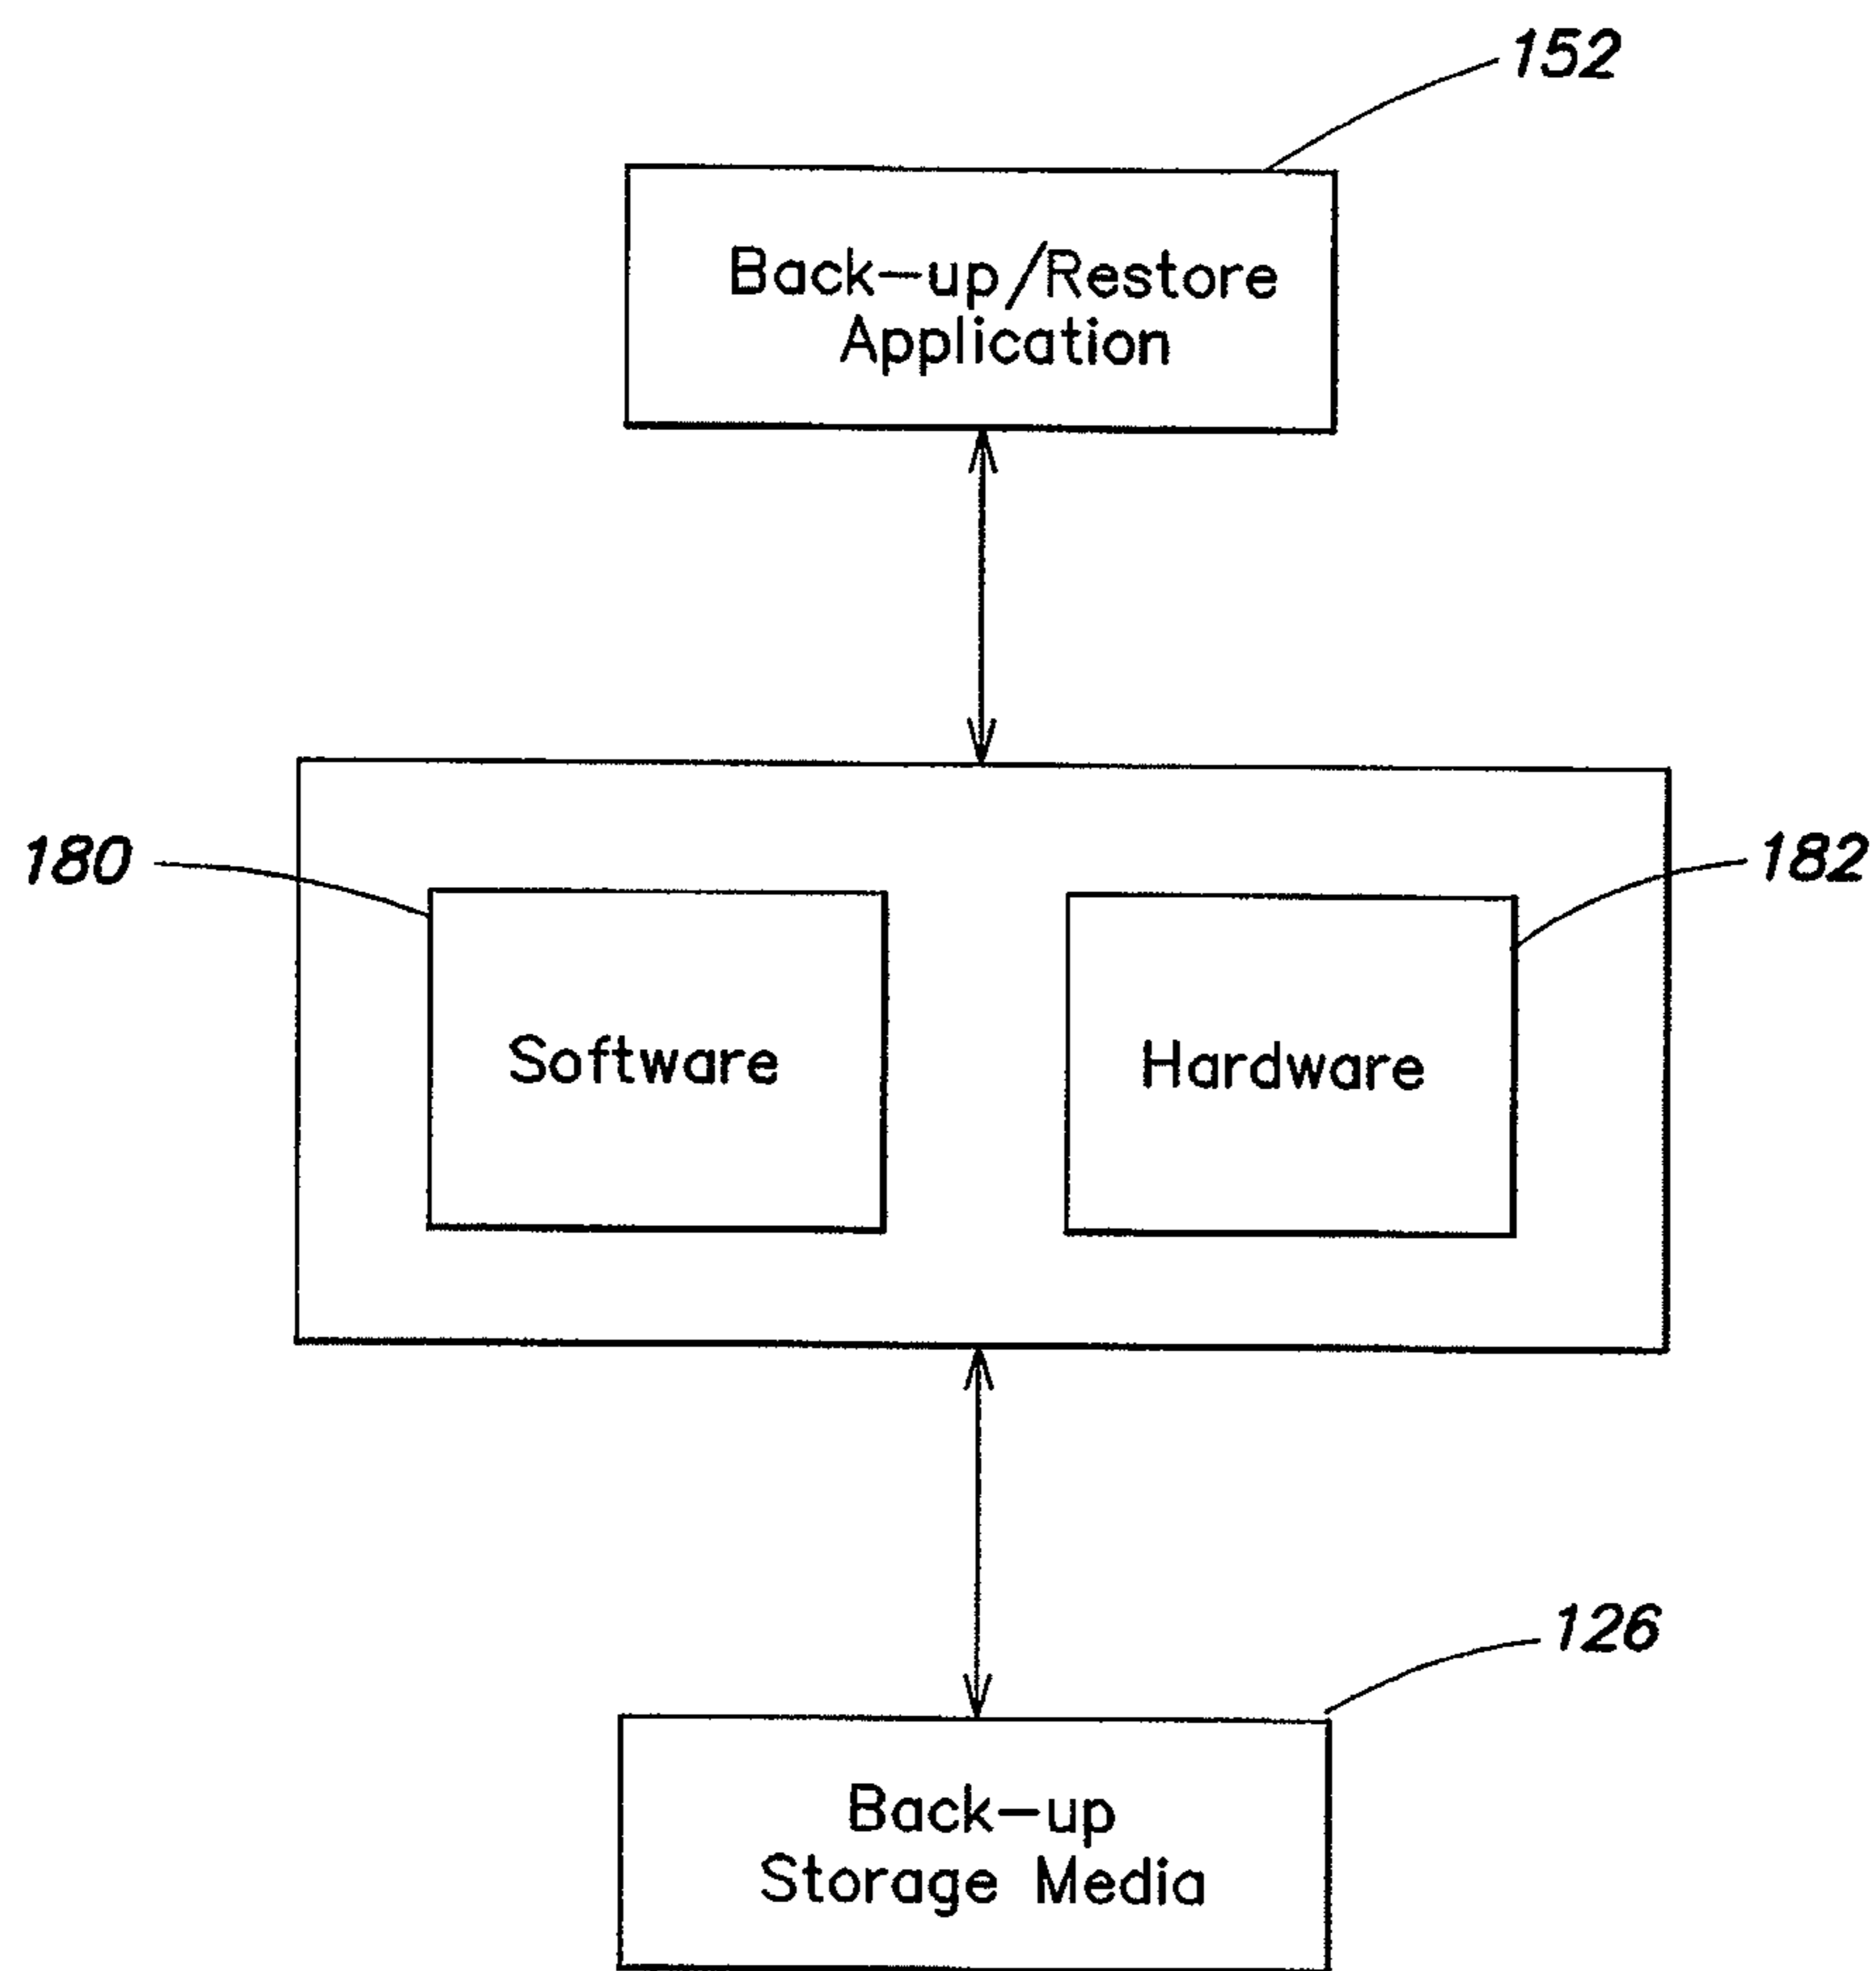 152
Back-up/Restore
Application
180
182
Software
Hardware
126
Back-up
Storage Media